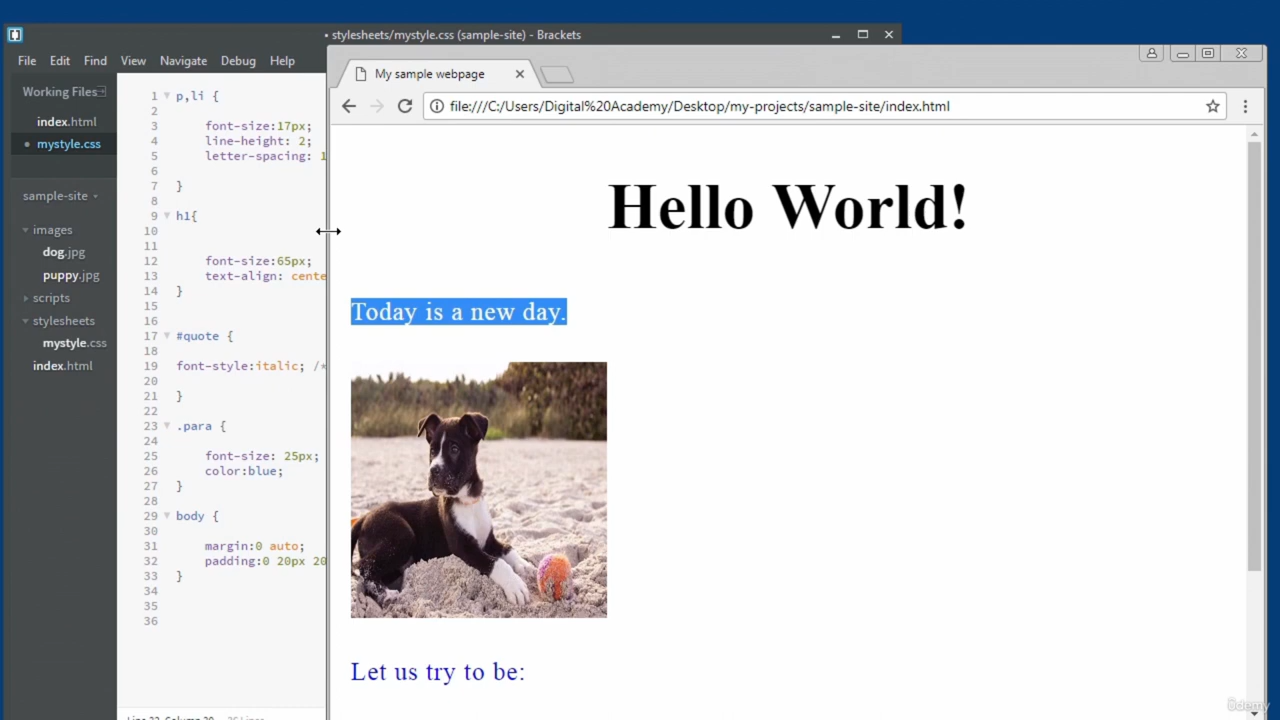 • stylesheets/mystyle.css (sample-site) - Brackets
File Edit Find View Navigate Debug Help
Working Files
index.html
• mystyle.css
sample-site
images
dog.jpg
puppy.jpg
scripts
stylesheets
mystyle.css
index.html
1 p,li {
2
3 font-size:17px;
4 line-height: 2;
5 letter-spacing: 1
6
7 }
8
9 h1{
10
11
12 font-size:65px;
13 text-align: cente
14 }
15
16
17 #quote {
18
19 font-style:italic; /*
20
21 }
22
23 .para {
24
25 font-size: 25px;
26 color:blue;
27 }
28
29 body {
30
31 margin:0 auto;
32 padding:0 20px 20
33 }
34
35
36
My sample webpage
file:///C:/Users/Digital%20Academy/Desktop/my-projects/sample-site/index.html
Hello World!
Today is a new day.
Let us try to be:
Udemy